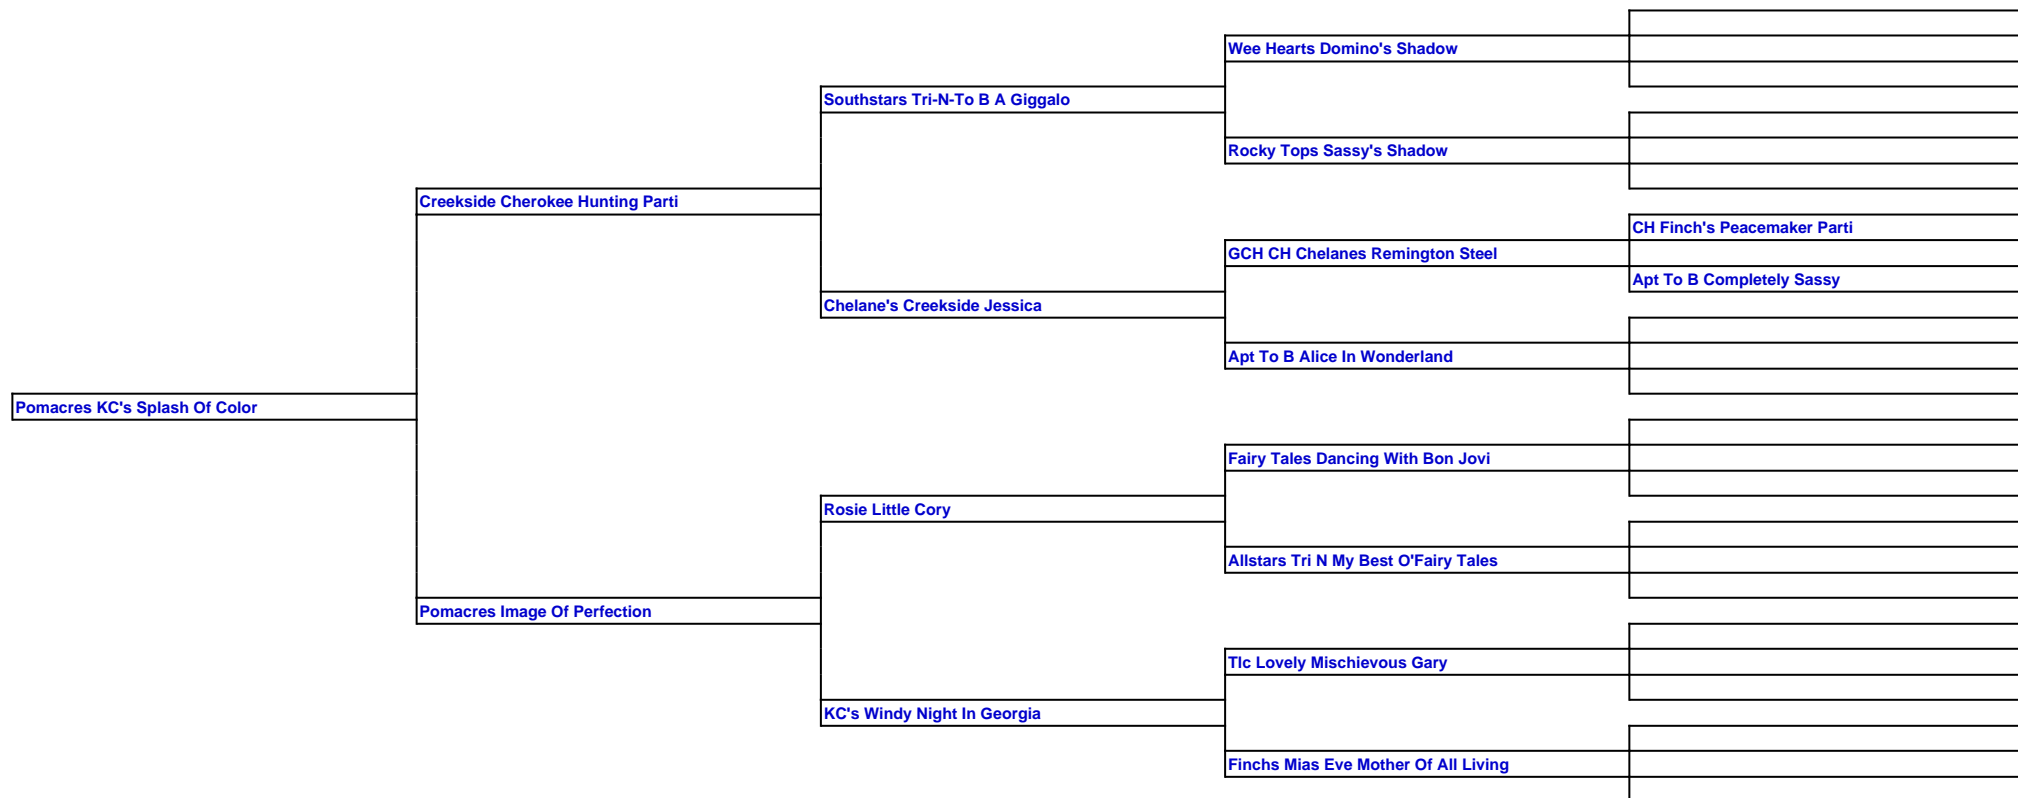 Wee Hearts Domino's Shadow
Southstars Tri-N-To B A Giggalo
Rocky Tops Sassy's Shadow
Creekside Cherokee Hunting Parti
CH Finch's Peacemaker Parti
GCH CH Chelanes Remington Steel
Apt To B Completely Sassy
Chelane's Creekside Jessica
Apt To B Alice In Wonderland
Pomacres KC's Splash Of Color
Fairy Tales Dancing With Bon Jovi
Rosie Little Cory
Allstars Tri N My Best O'Fairy Tales
Pomacres Image Of Perfection
Tlc Lovely Mischievous Gary
KC's Windy Night In Georgia
Finchs Mias Eve Mother Of All Living